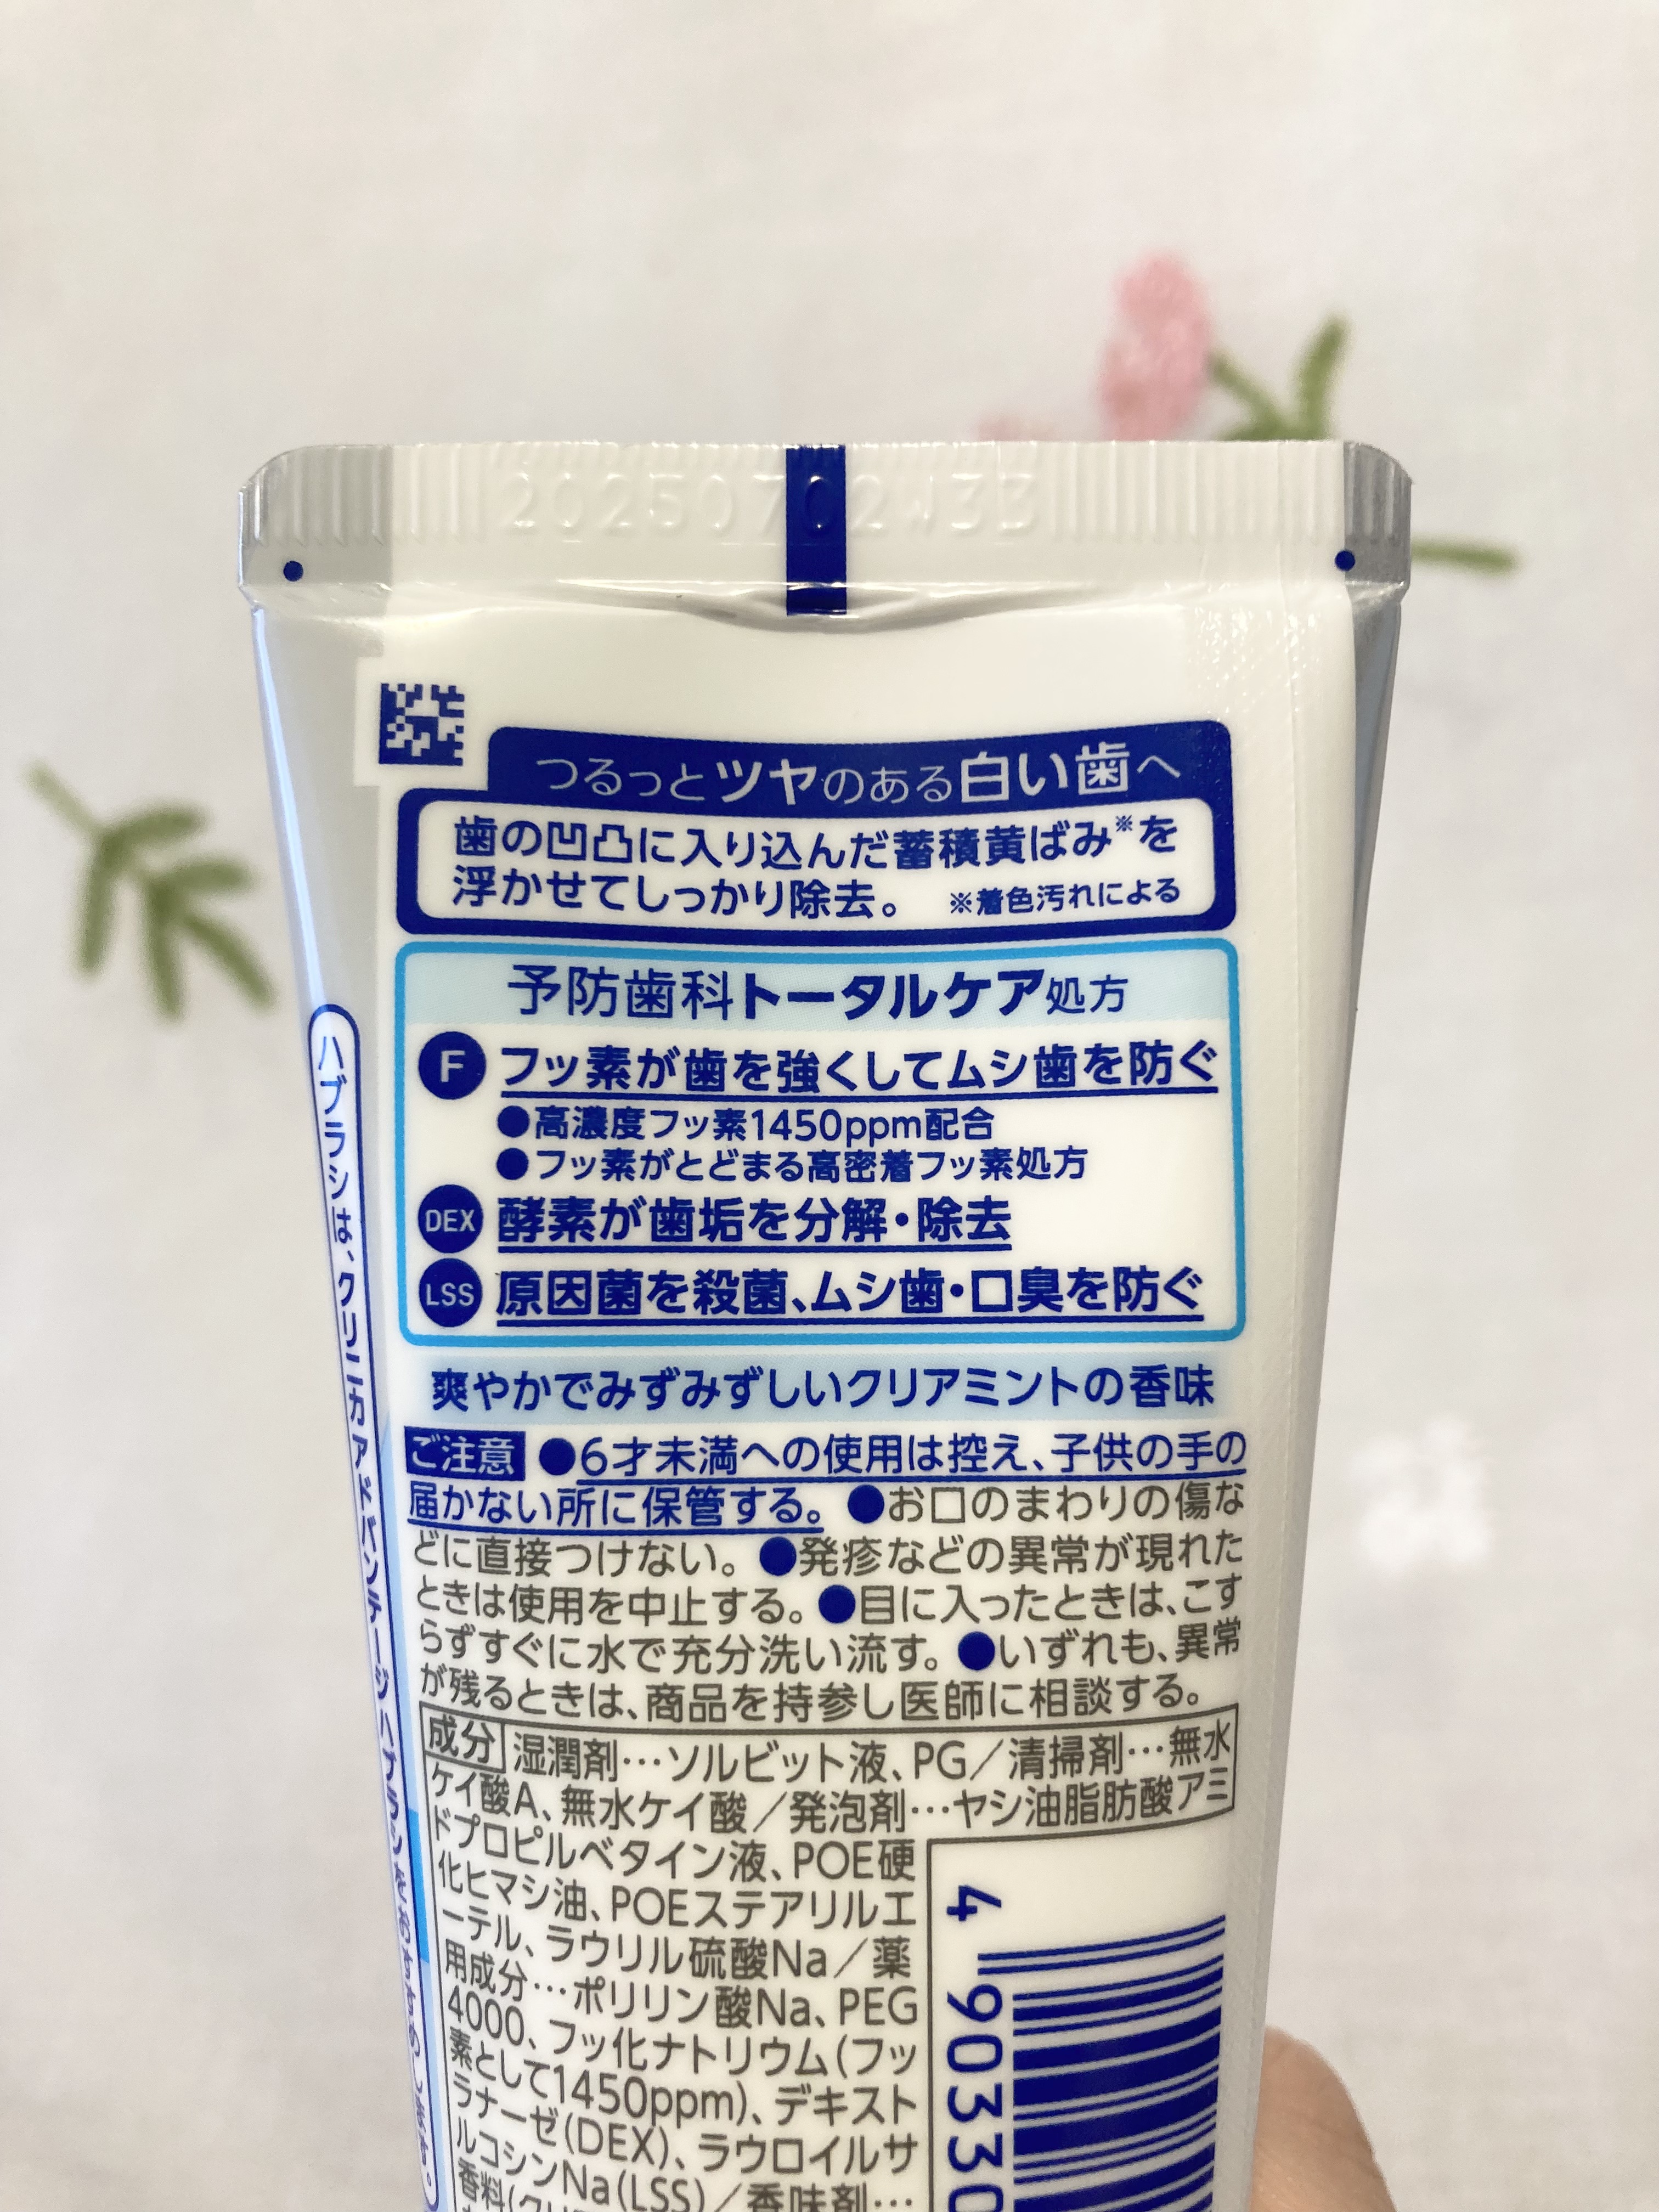 20250702W33
つるっとツヤのある白い歯へ
歯の凹凸に入り込んだ蓄積黄ばみ※を
浮かせてしっかり除去。 ※着色汚れによる
予防歯科トータルケア処方
F フッ素が歯を強くしてムシ歯を防ぐ
●高濃度フッ素1450ppm配合
●フッ素がとどまる高密着フッ素処方
DEX 酵素が歯垢を分解・除去
LSS 原因菌を殺菌、ムシ歯・口臭を防ぐ
爽やかでみずみずしいクリアミントの香味
ご注意 ●6才未満への使用は控え、子供の手の
届かない所に保管する。●お口のまわりの傷な
どに直接つけない。●発疹などの異常が現れた
ときは使用を中止する。●目に入ったときは、こす
らずすぐに水で充分洗い流す。●いずれも、異常
が残るときは、商品を持参し医師に相談する。
成分 湿潤剤…ソルビット液、PG／清掃剤…無水
ケイ酸A、無水ケイ酸／発泡剤…ヤシ油脂肪酸アミ
ドプロピルベタイン液、POE硬
化ヒマシ油、POEステアリルエ
ーテル、ラウリル硫酸Na／薬
用成分…ポリリン酸Na、PEG
4000、フッ化ナトリウム(フッ
素として1450ppm)、デキスト
ラナーゼ(DEX)、ラウロイルサ
ルコシンNa(LSS)／香味剤…
香料(
4 90330
ハブラシは、クリニカアドバンテージハブラシ